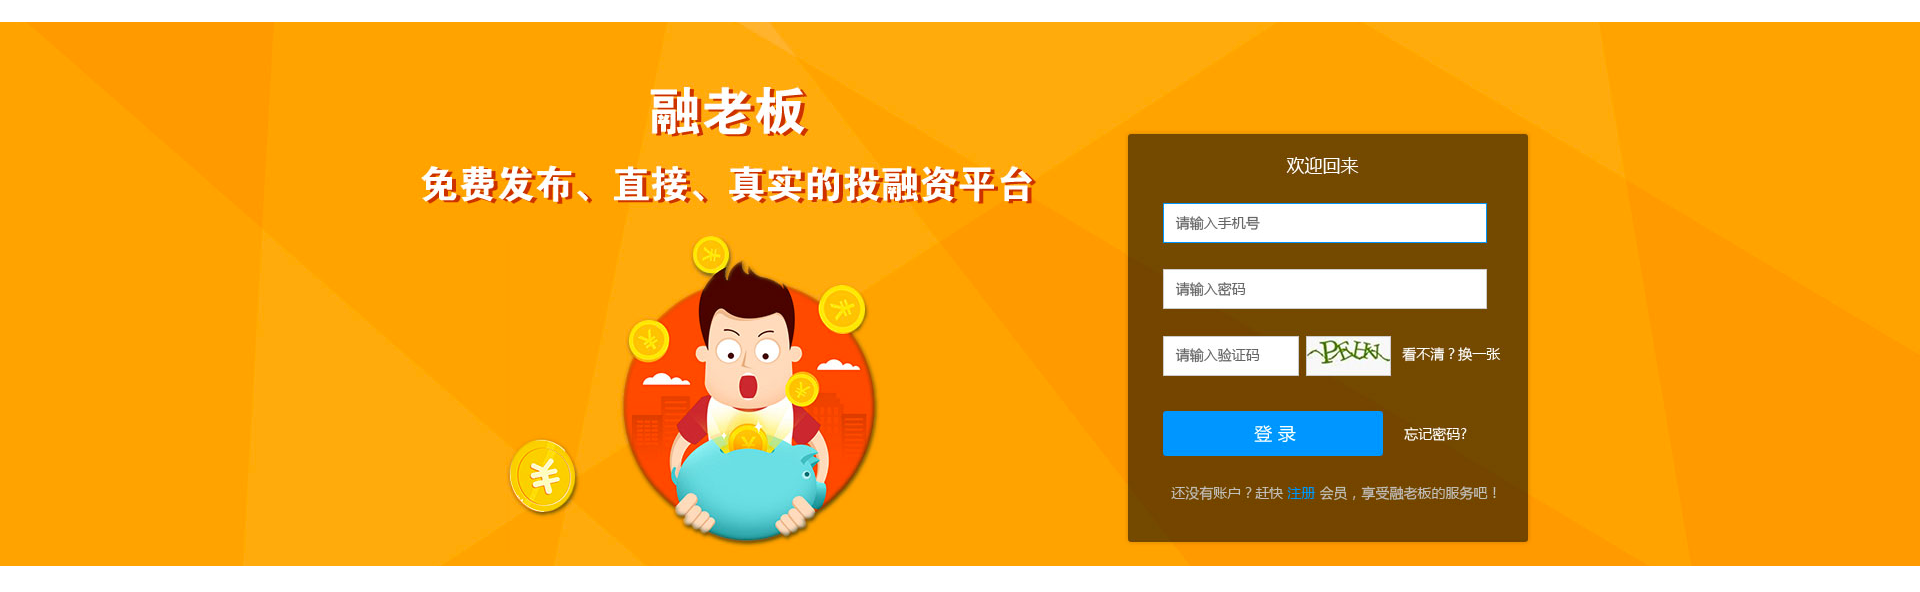 融老板
免费发布、直接、真实的投融资平台
欢迎回来
请输入手机号
请输入密码
请输入验证码
看不清？换一张
登 录
忘记密码?
还没有账户？赶快 注册 会员，享受融老板的服务吧！